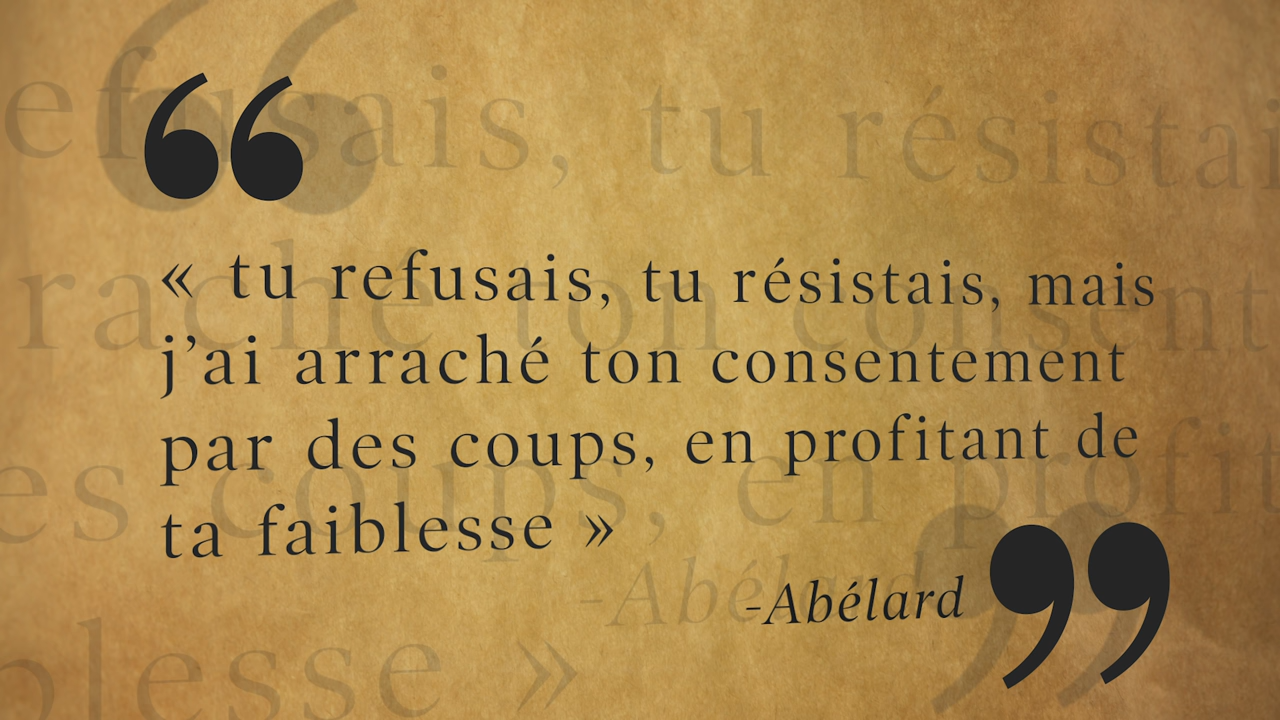 « tu refusais, tu résistais, mais
j’ai arraché ton consentement
par des coups, en profitant de
ta faiblesse »
-Abélard